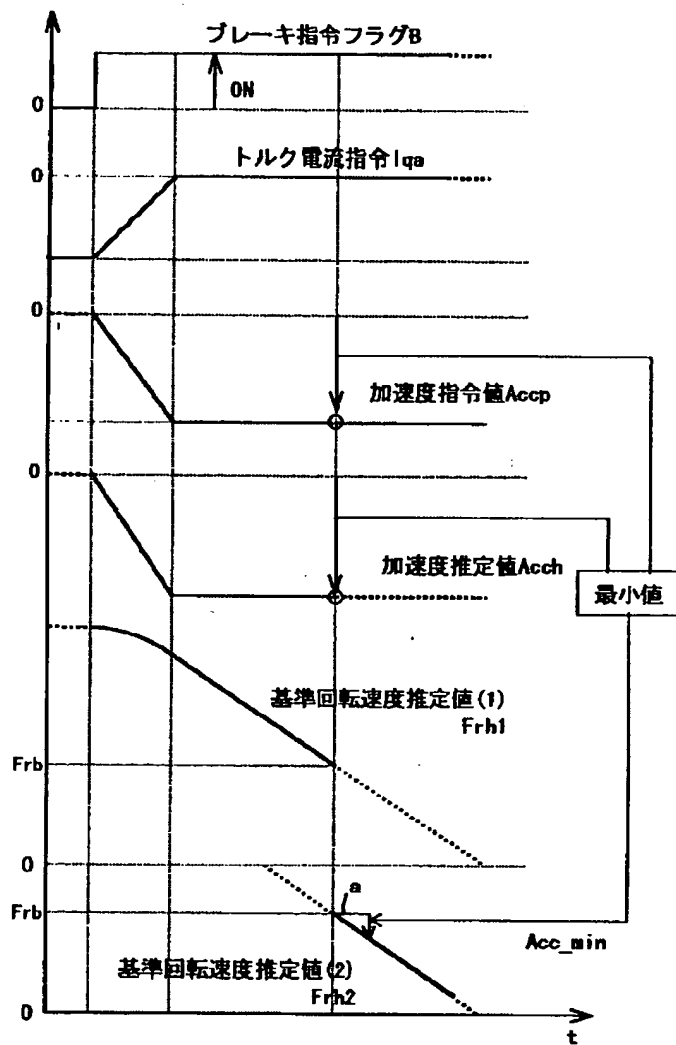 ブレーキ指令フラグB
ON
0
トルク電流指令Iqa
0
0
加速度指令値Accp
0
加速度推定値Acch
最小値
基準回転速度推定値(1)
Frh1
Frb
0
Frb
a
Acc_min
基準回転速度推定値(2)
Frh2
0
t